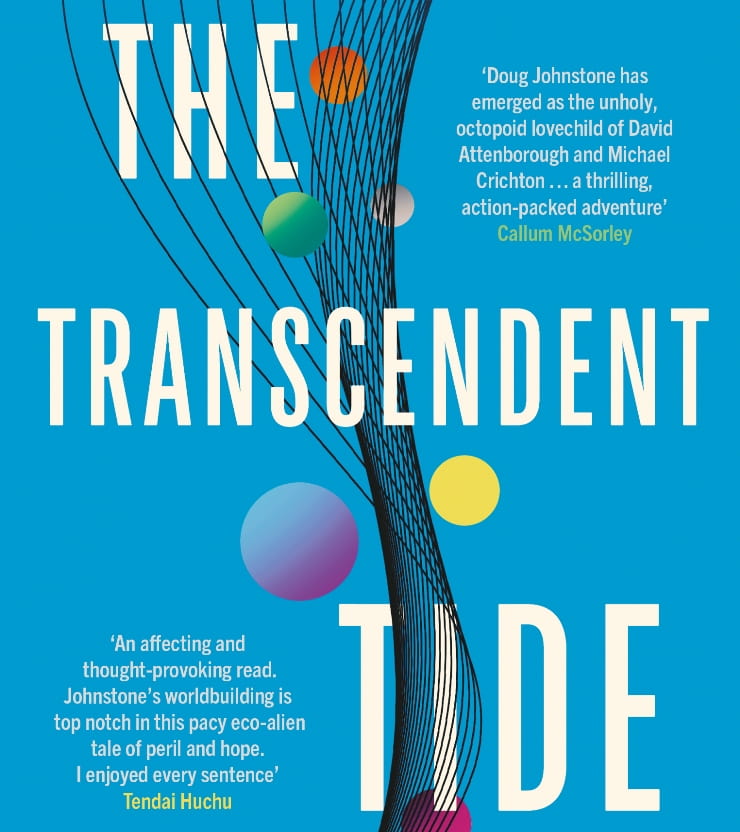 THE
‘Doug Johnstone has
emerged as the unholy,
octopoid lovechild of David
Attenborough and Michael
Crichton … a thrilling,
action-packed adventure’
Callum McSorley
TRANSCENDENT
TIDE
‘An affecting and
thought-provoking read.
Johnstone’s worldbuilding is
top notch in this pacy eco-alien
tale of peril and hope.
I enjoyed every sentence’
Tendai Huchu